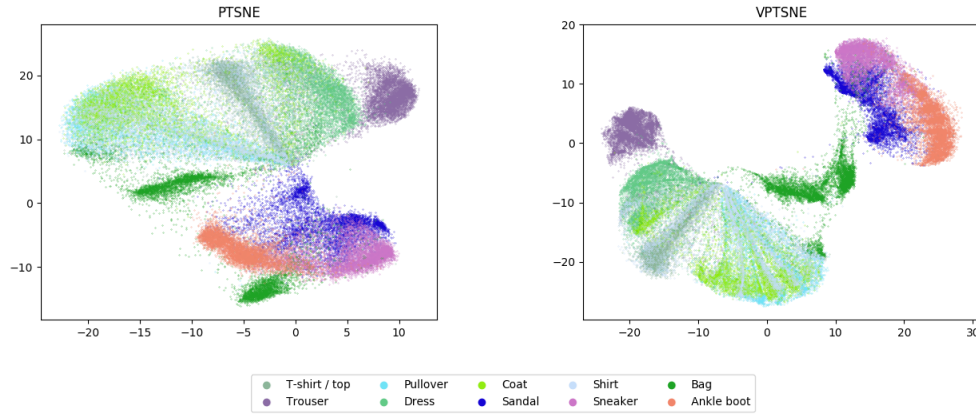 PTSNE
VPTSNE
20
10
0
−10
−20 −15 −10 −5 0 5 10
20
10
0
−10
−20
−20 −10 0 10 20 30
T-shirt / top Pullover Coat Shirt Bag
Trouser Dress Sandal Sneaker Ankle boot